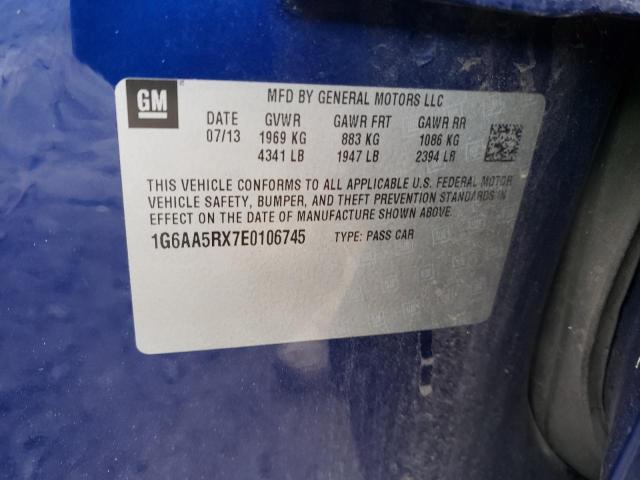 GM
MFD BY GENERAL MOTORS LLC
DATE GVWR GAWR FRT GAWR RR
07/13 1969 KG 883 KG 1086 KG
4341 LB 1947 LB 2394 LB
THIS VEHICLE CONFORMS TO ALL APPLICABLE U.S. FEDERAL MOTOR
VEHICLE SAFETY, BUMPER, AND THEFT PREVENTION STANDARDS IN
EFFECT ON THE DATE OF MANUFACTURE SHOWN ABOVE.
1G6AA5RX7E0106745 TYPE: PASS CAR